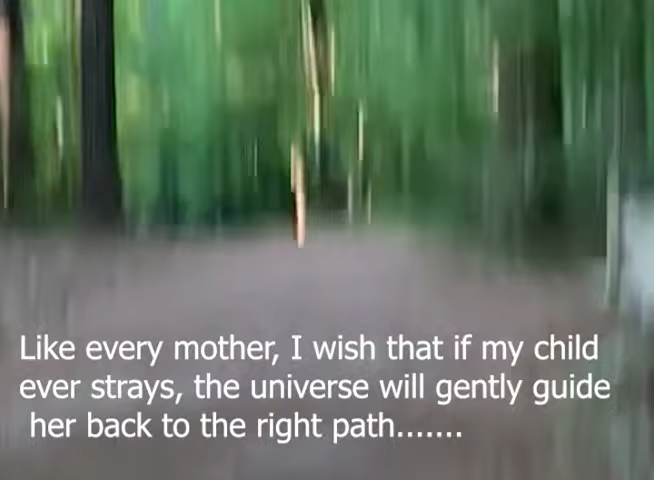 Like every mother, I wish that if my child
ever strays, the universe will gently guide
her back to the right path.......